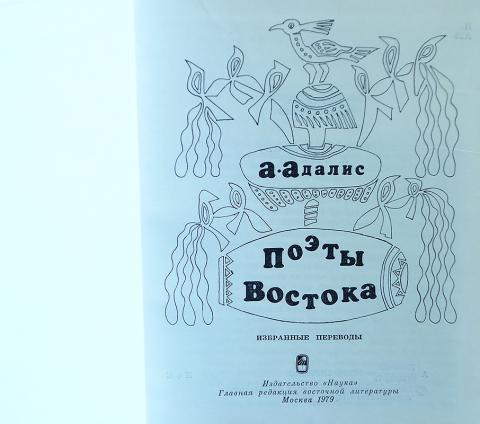 А. Адалис
Поэты
Востока
ИЗБРАННЫЕ ПЕРЕВОДЫ
Издательство «Наука»
Главная редакция восточной литературы
Москва 1979